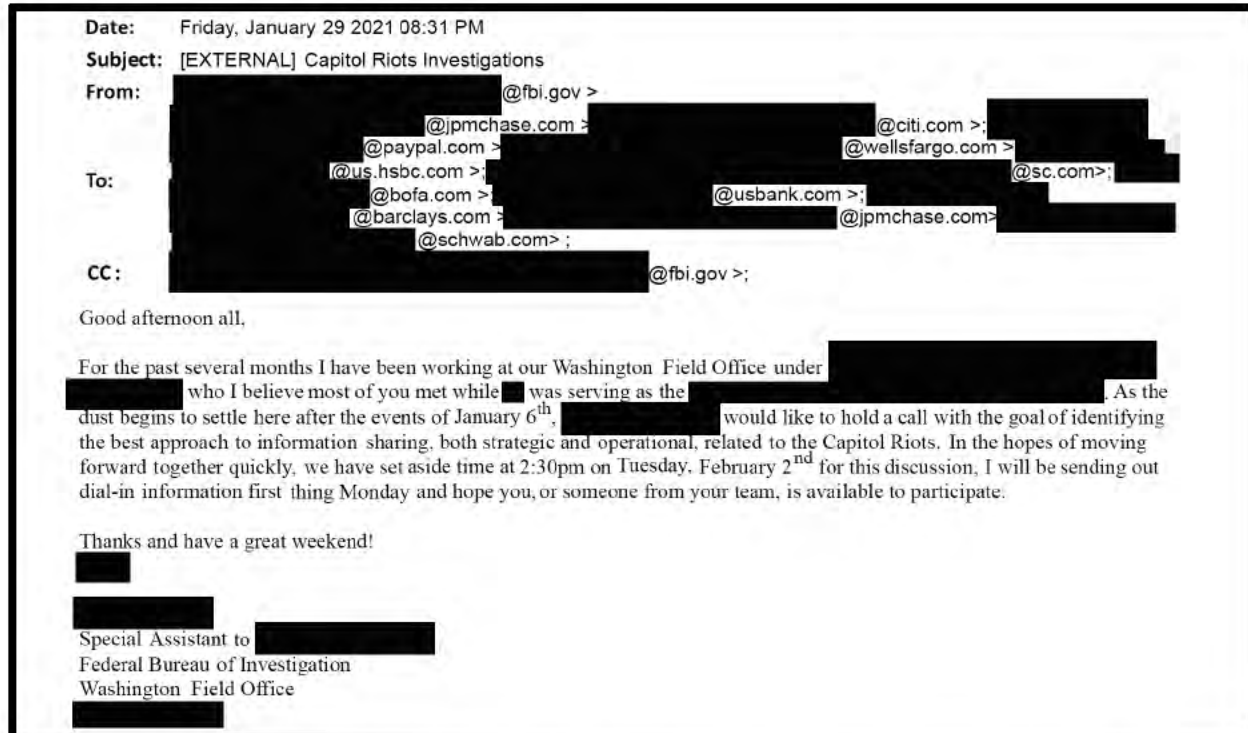 Date: Friday, January 29 2021 08:31 PM
Subject: [EXTERNAL] Capitol Riots Investigations
From: @fbi.gov >
@jpmchase.com > @citi.com >;
@paypal.com > @wellsfargo.com >
@us.hsbc.com >; @sc.com>;
To:
@bofa.com >; @usbank.com >;
@barclays.com > @jpmchase.com>
@schwab.com> ;
CC: @fbi.gov >;
Good afternoon all,
For the past several months I have been working at our Washington Field Office under
who I believe most of you met while was serving as the . As the
dust begins to settle here after the events of January 6th, would like to hold a call with the goal of identifying
the best approach to information sharing, both strategic and operational, related to the Capitol Riots. In the hopes of moving
forward together quickly, we have set aside time at 2:30pm on Tuesday, February 2nd for this discussion, I will be sending out
dial-in information first thing Monday and hope you, or someone from your team, is available to participate.
Thanks and have a great weekend!
Special Assistant to
Federal Bureau of Investigation
Washington Field Office